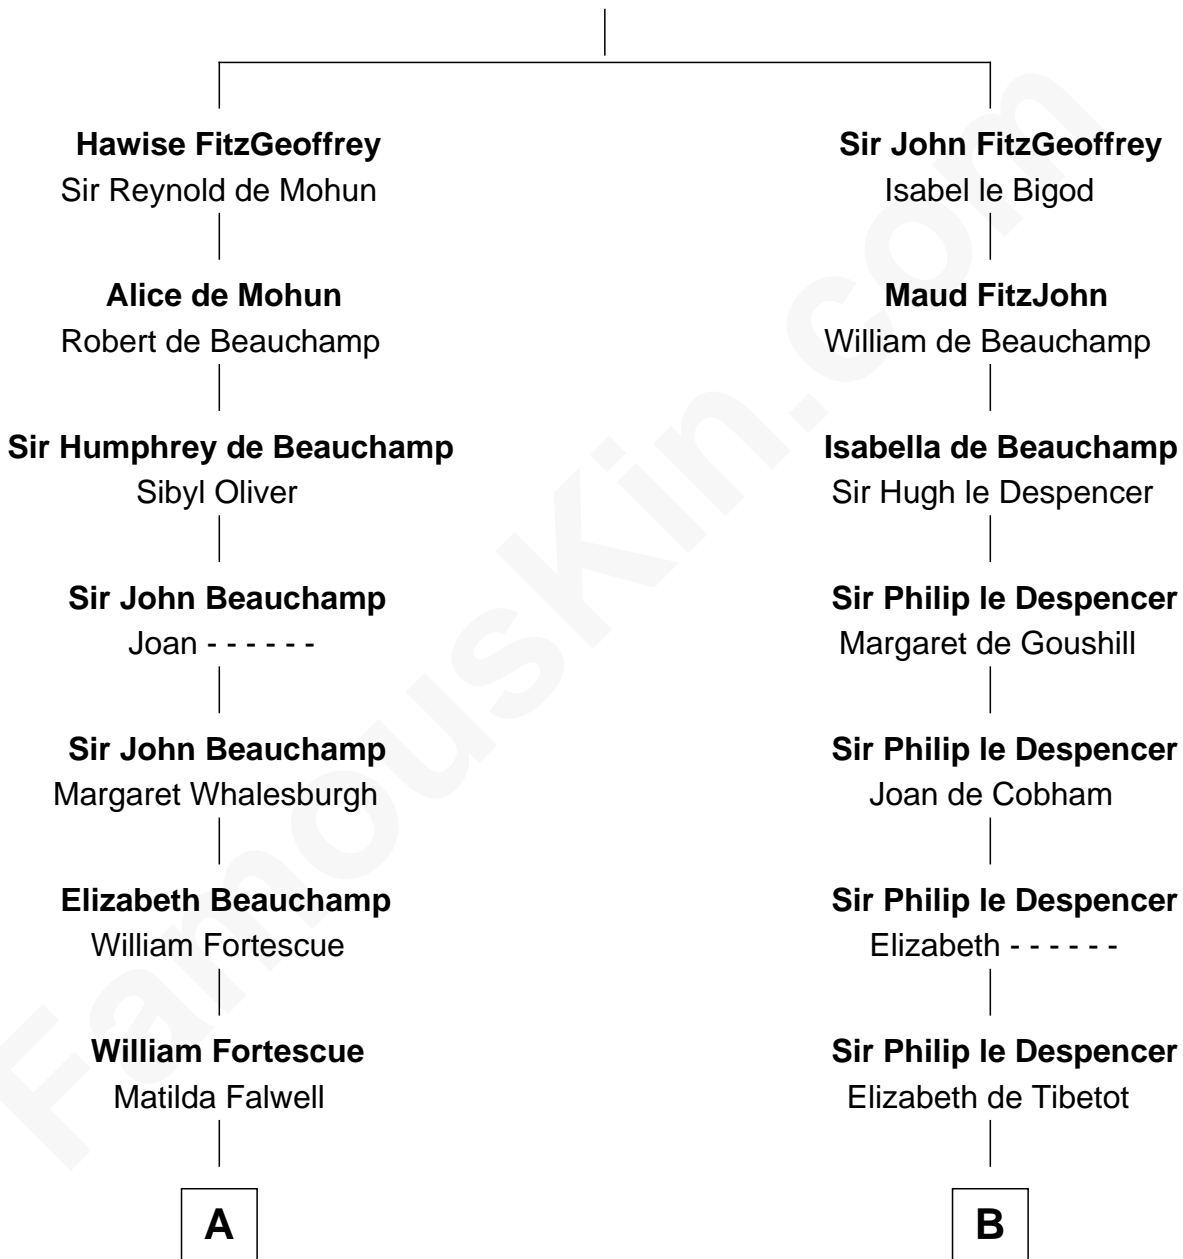 Hawise FitzGeoffrey
Sir Reynold de Mohun
Alice de Mohun
Robert de Beauchamp
Sir Humphrey de Beauchamp
Sibyl Oliver
Sir John Beauchamp
Joan - - - - - -
Sir John Beauchamp
Margaret Whalesburgh
Elizabeth Beauchamp
William Fortescue
William Fortescue
Matilda Falwell
A
Sir John FitzGeoffrey
Isabel le Bigod
Maud FitzJohn
William de Beauchamp
Isabella de Beauchamp
Sir Hugh le Despencer
Sir Philip le Despencer
Margaret de Goushill
Sir Philip le Despencer
Joan de Cobham
Sir Philip le Despencer
Elizabeth - - - - - -
Sir Philip le Despencer
Elizabeth de Tibetot
B
FamousKin.com